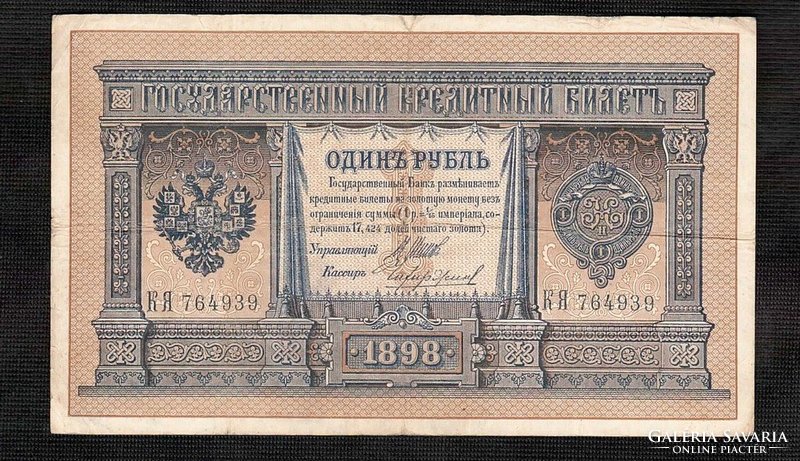 ГОСУДАРСТВЕННЫЙ КРЕДИТНЫЙ БИЛЕТЪ
ОДИНЪ РУБЛЬ
Государственный Банкъ размѣниваетъ
кредитные билеты на золотую монету безъ
ограниченія суммы (1 р.= 1/15 имперіала, со-
держитъ 17,424 долей чистаго золота).
Управляющій
Кассиръ
КЯ 764939
КЯ 764939
1898
GALÉRIA SAVARIA
ONLINE PIACTÉR